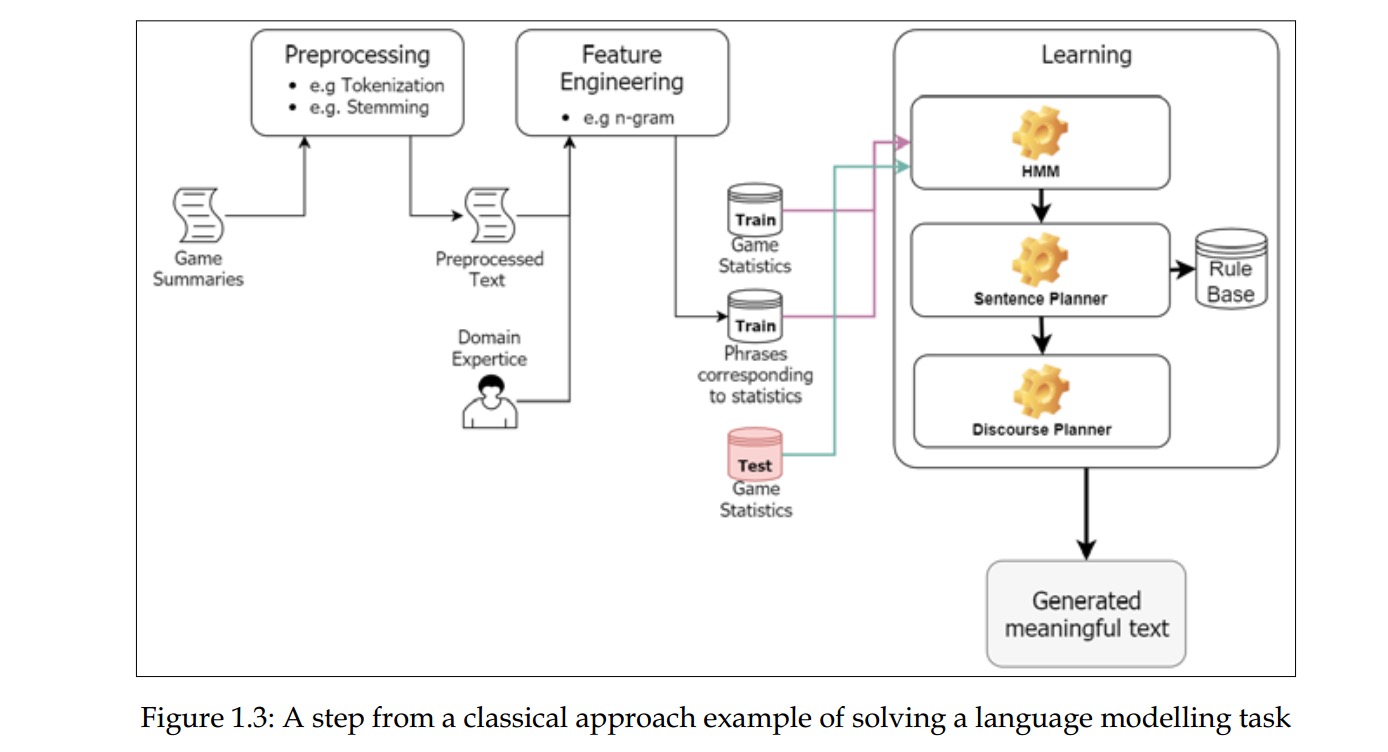 Preprocessing
• e.g Tokenization
• e.g. Stemming
Feature
Engineering
• e.g n-gram
Learning
HMM
Game
Summaries
Preprocessed
Text
Train
Game
Statistics
Sentence Planner
Rule
Base
Domain
Expertice
Train
Phrases
corresponding
to statistics
Discourse Planner
Test
Game
Statistics
Generated
meaningful text
Figure 1.3: A step from a classical approach example of solving a language modelling task